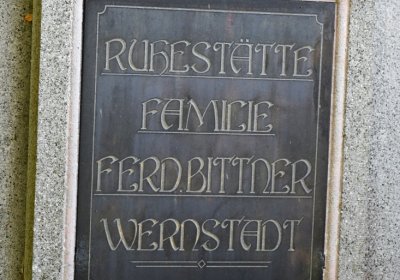 RUHESTÄTTE
FAMILIE
FERD. BITTNER
WERNSTADT